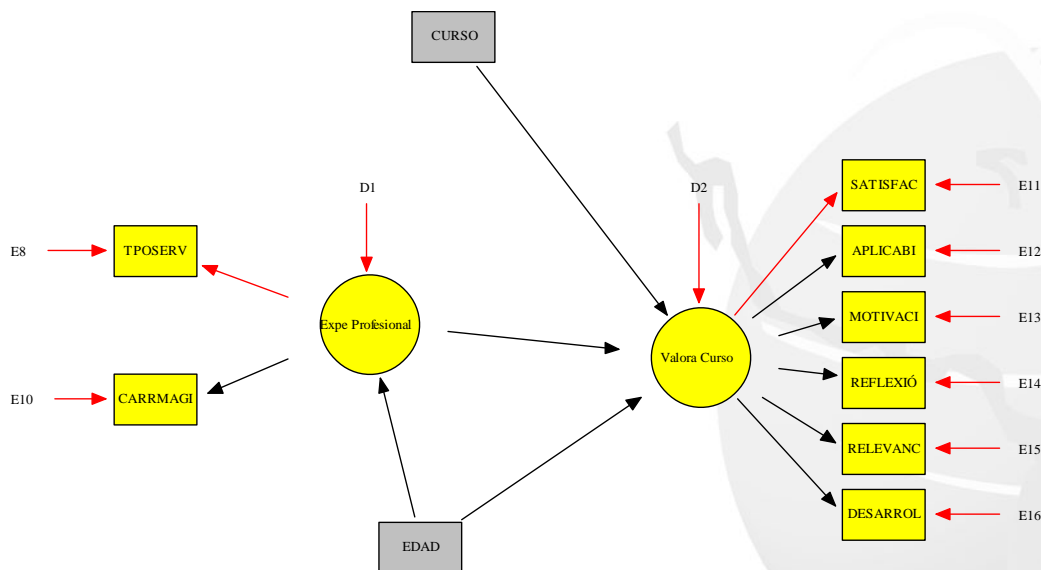 CURSO
SATISFAC
E11
D1
D2
TPOSERV
E8
APLICABI
E12
MOTIVACI
E13
Expe Profesional
Valora Curso
REFLEXIÓ
E14
CARRMAGI
E10
RELEVANC
E15
DESARROL
E16
EDAD